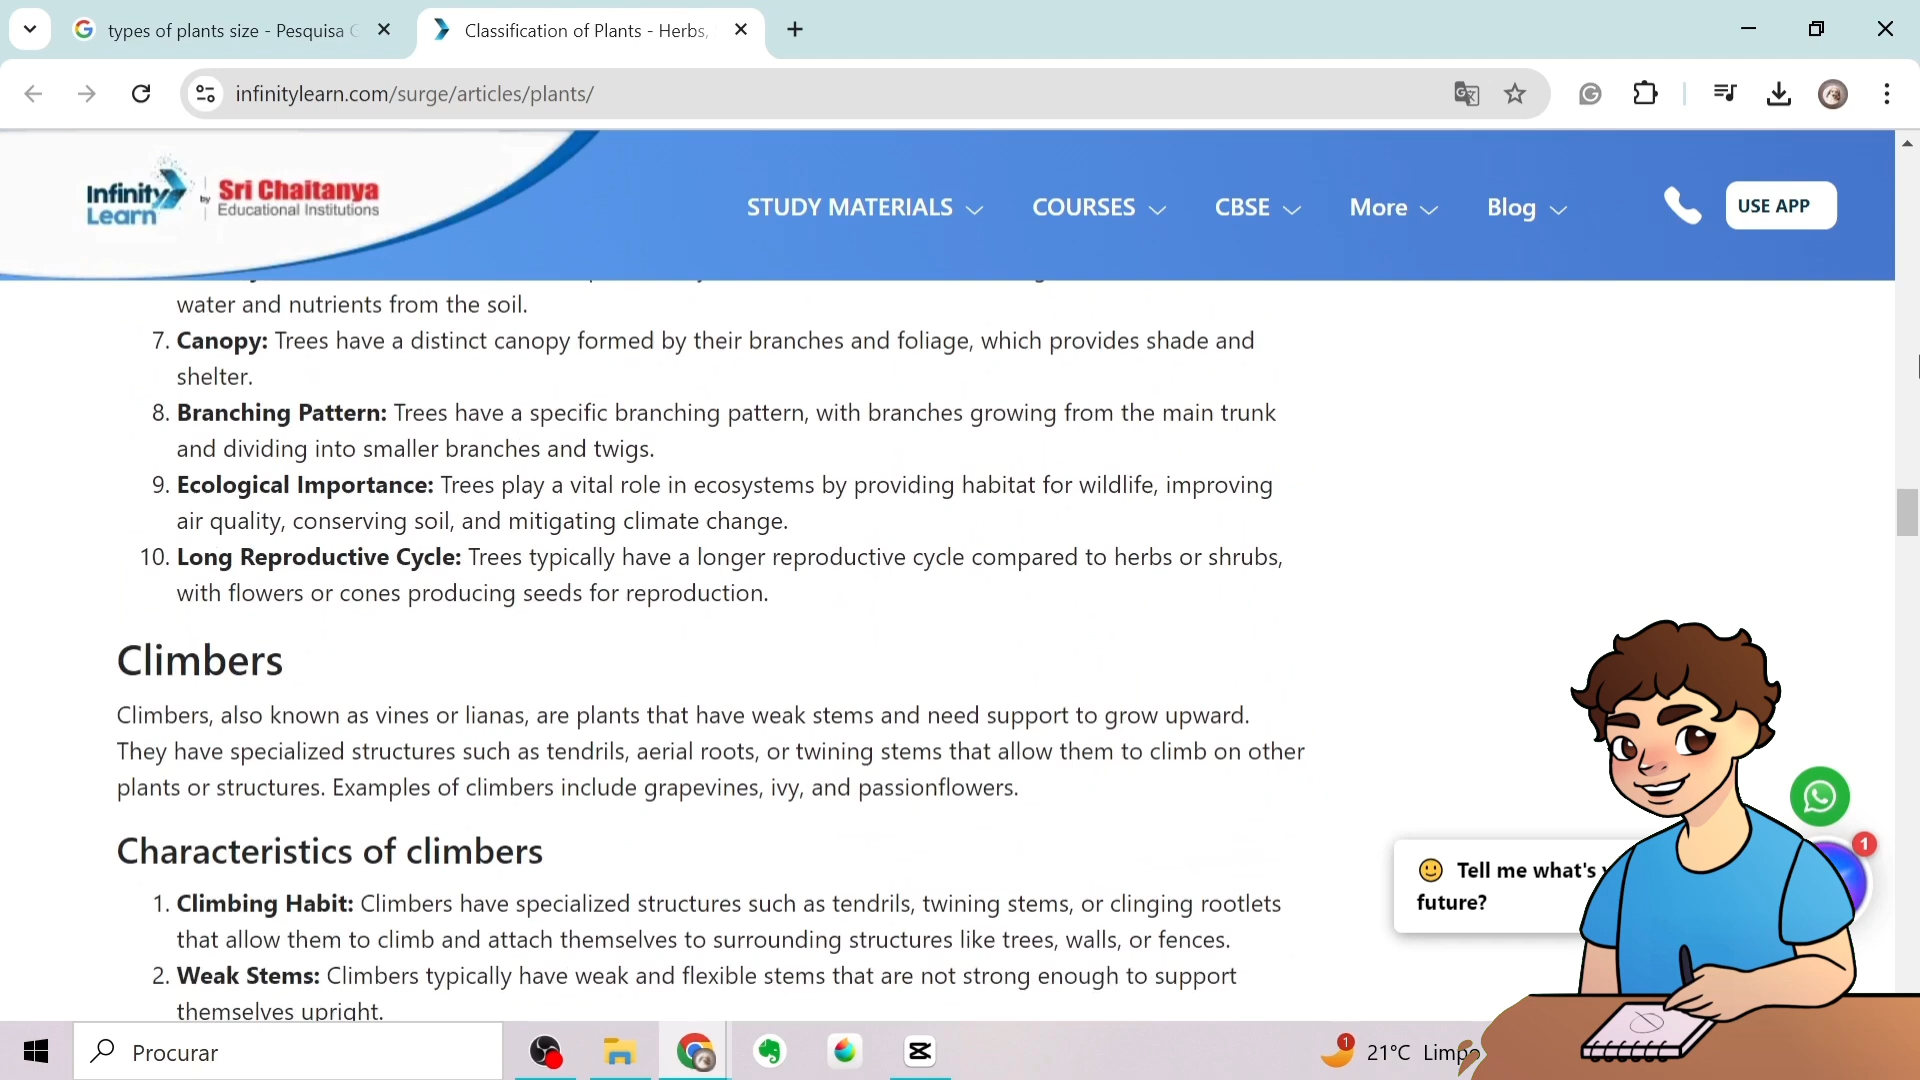 types of plants size - Pesquisa G
Classification of Plants - Herbs,
infinitylearn.com/surge/articles/plants/
Infinity Learn by Sri Chaitanya Educational Institutions
STUDY MATERIALS COURSES CBSE More Blog USE APP
water and nutrients from the soil.
7. Canopy: Trees have a distinct canopy formed by their branches and foliage, which provides shade and
shelter.
8. Branching Pattern: Trees have a specific branching pattern, with branches growing from the main trunk
and dividing into smaller branches and twigs.
9. Ecological Importance: Trees play a vital role in ecosystems by providing habitat for wildlife, improving
air quality, conserving soil, and mitigating climate change.
10. Long Reproductive Cycle: Trees typically have a longer reproductive cycle compared to herbs or shrubs,
with flowers or cones producing seeds for reproduction.
Climbers
Climbers, also known as vines or lianas, are plants that have weak stems and need support to grow upward.
They have specialized structures such as tendrils, aerial roots, or twining stems that allow them to climb on other
plants or structures. Examples of climbers include grapevines, ivy, and passionflowers.
Characteristics of climbers
1. Climbing Habit: Climbers have specialized structures such as tendrils, twining stems, or clinging rootlets
that allow them to climb and attach themselves to surrounding structures like trees, walls, or fences.
2. Weak Stems: Climbers typically have weak and flexible stems that are not strong enough to support
themselves upright.
1
Tell me what's
future?
Procurar
1
21°C Limpo